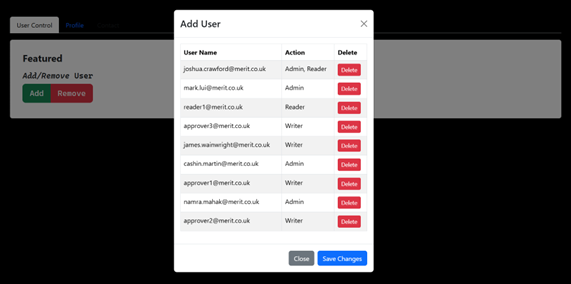 User Control Profile
Featured
Add/Remove User
Add Remove
Add User
User Name Action Delete
joshua.crawford@merit.co.uk Admin, Reader Delete
mark.lui@merit.co.uk Admin Delete
reader1@merit.co.uk Reader Delete
approver3@merit.co.uk Writer Delete
james.wainwright@merit.co.uk Writer Delete
cashin.martin@merit.co.uk Admin Delete
approver1@merit.co.uk Writer Delete
namra.mahak@merit.co.uk Admin Delete
approver2@merit.co.uk Writer Delete
Close Save Changes